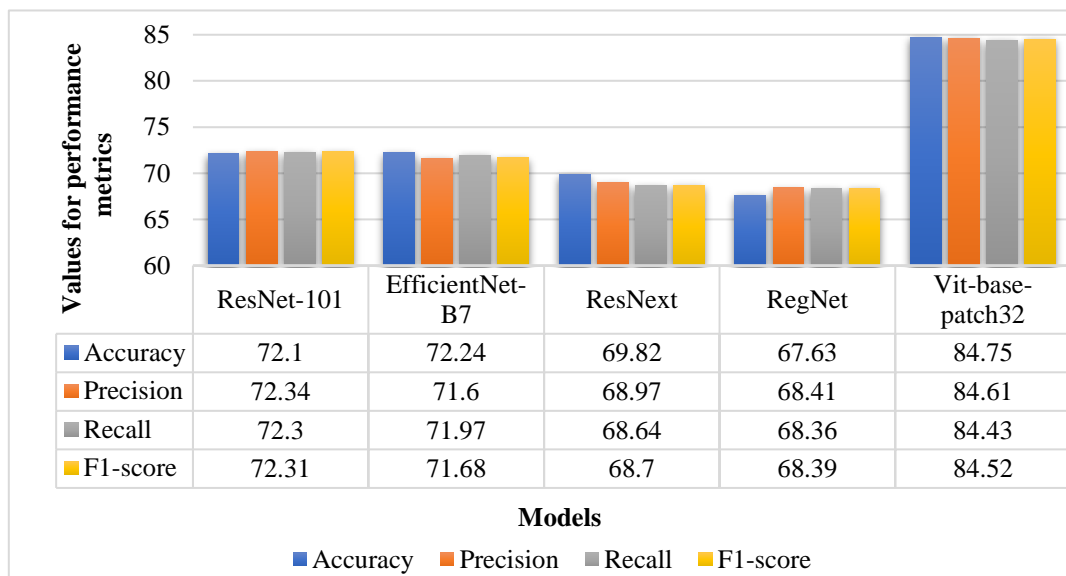 85
80
75
70
65
60
Values for performance
metrics
ResNet-101 EfficientNet-B7 ResNext RegNet Vit-base-patch32
Accuracy 72.1 72.24 69.82 67.63 84.75
Precision 72.34 71.6 68.97 68.41 84.61
Recall 72.3 71.97 68.64 68.36 84.43
F1-score 72.31 71.68 68.7 68.39 84.52
Models
Accuracy Precision Recall F1-score